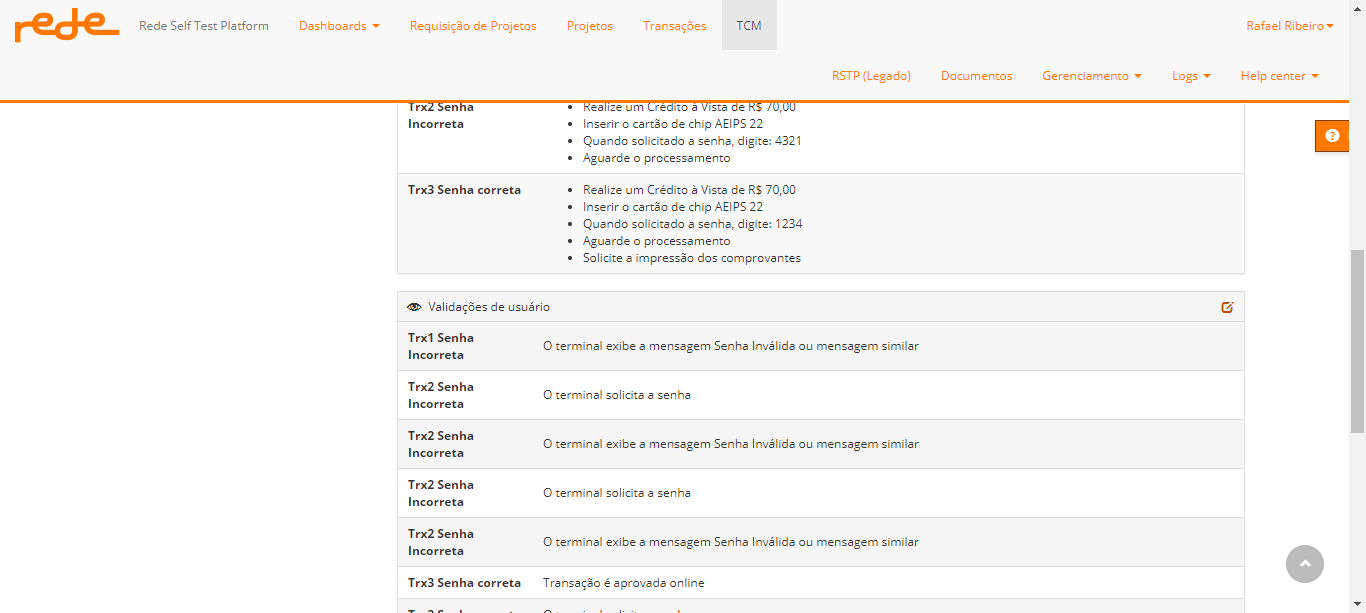 rede Rede Self Test Platform Dashboards Requisição de Projetos Projetos Transações TCM Rafael Ribeiro
RSTP (Legado) Documentos Gerenciamento Logs Help center
Trx2 Senha
Incorreta
• Realize um Crédito à Vista de R$ 70,00
• Inserir o cartão de chip AEIPS 22
• Quando solicitado a senha, digite: 4321
• Aguarde o processamento
Trx3 Senha correta
• Realize um Crédito à Vista de R$ 70,00
• Inserir o cartão de chip AEIPS 22
• Quando solicitado a senha, digite: 1234
• Aguarde o processamento
• Solicite a impressão dos comprovantes
Validações de usuário
Trx1 Senha
Incorreta
O terminal exibe a mensagem Senha Inválida ou mensagem similar
Trx2 Senha
Incorreta
O terminal solicita a senha
Trx2 Senha
Incorreta
O terminal exibe a mensagem Senha Inválida ou mensagem similar
Trx2 Senha
Incorreta
O terminal solicita a senha
Trx2 Senha
Incorreta
O terminal exibe a mensagem Senha Inválida ou mensagem similar
Trx3 Senha correta
Transação é aprovada online